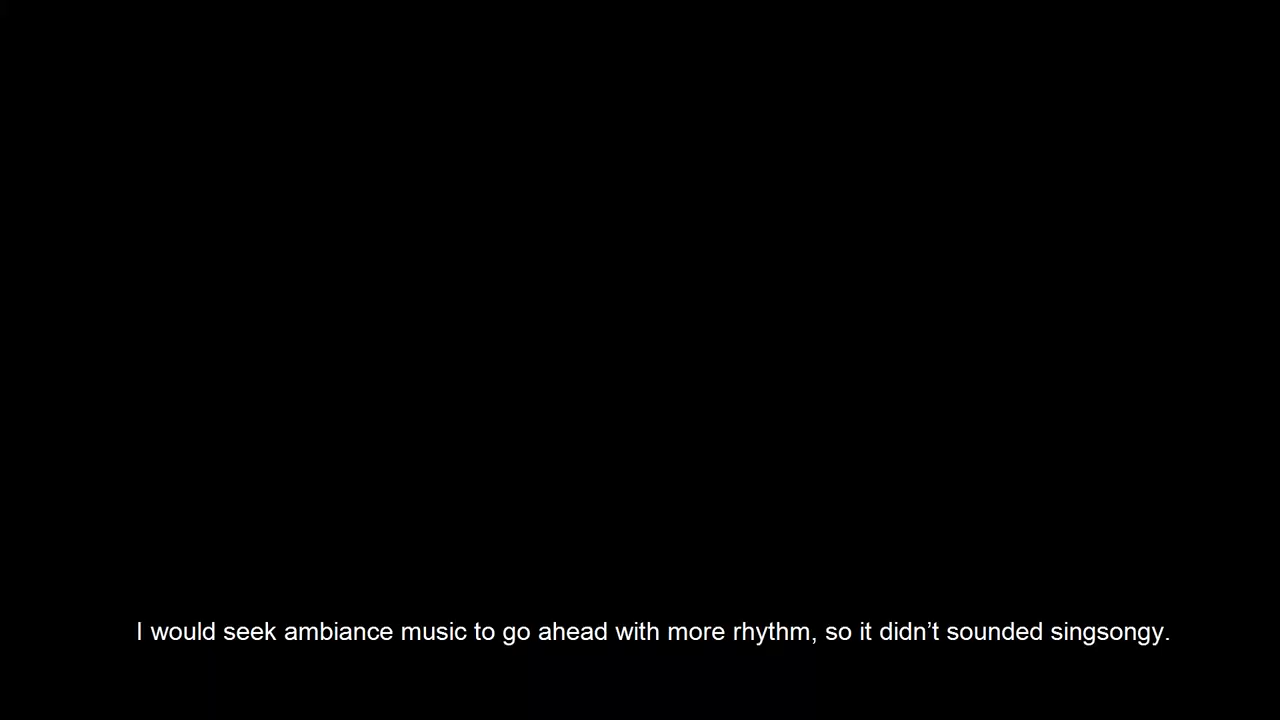 I would seek ambiance music to go ahead with more rhythm, so it didn’t sounded singsongy.